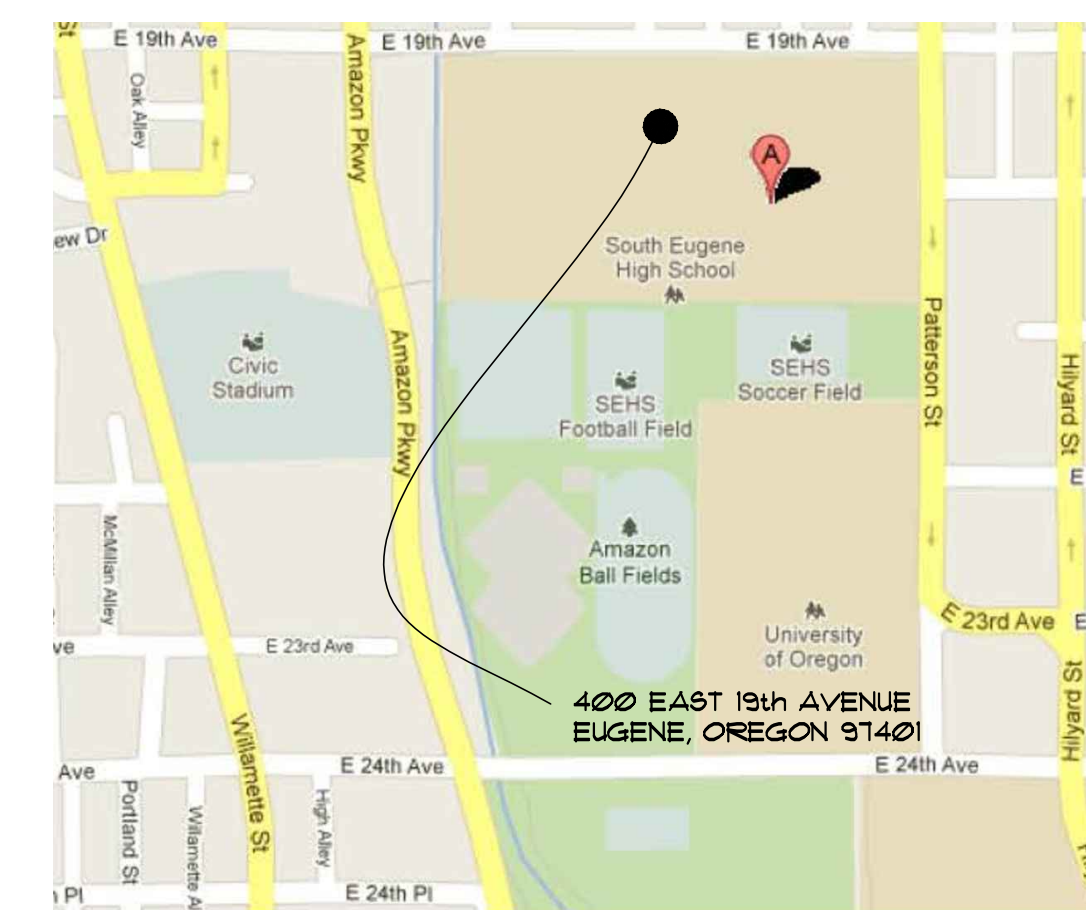 St
E 19th Ave
E 19th Ave
E 19th Ave
Oak Alley
Amazon Pkwy
A
ew Dr
South Eugene
High School
Patterson St
Civic
Stadium
Amazon Pkwy
SEHS
Football Field
SEHS
Soccer Field
Hilyard St
E
McMillan Alley
Amazon
Ball Fields
ve
E 23rd Ave
University
of Oregon
E 23rd Ave
E
Hilyard St
400 EAST 19th AVENUE
EUGENE, OREGON 97401
Willamette St
Ave
E 24th Ave
E 24th Ave
Portland St
Willamette Al
High Alley
Pl
E 24th Pl